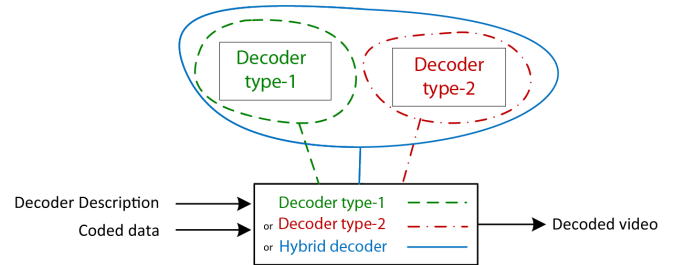 Decoder
type-1
Decoder
type-2
Decoder Description
Coded data
Decoder type-1
or Decoder type-2
or Hybrid decoder
Decoded video